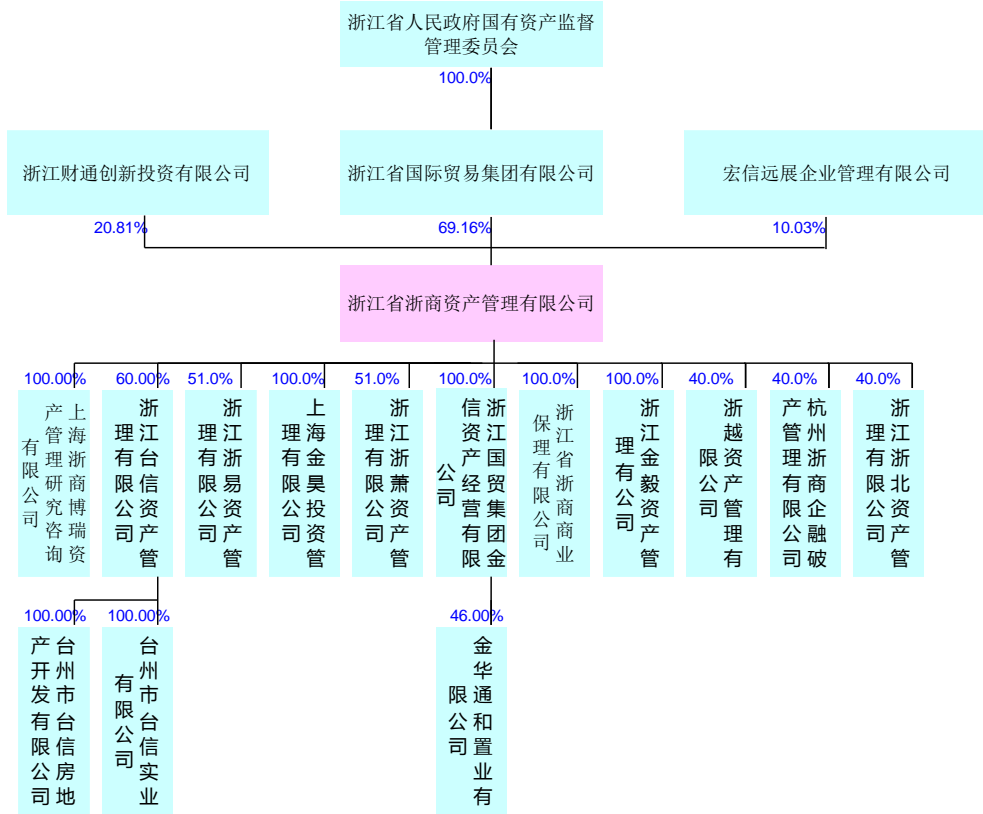 浙江省人民政府国有资产监督
管理委员会
100.0%
浙江财通创新投资有限公司
浙江省国际贸易集团有限公司
宏信远展企业管理有限公司
20.81%
69.16%
10.03%
浙江省浙商资产管理有限公司
100.00%
60.00%
51.0%
100.0%
51.0%
100.0%
100.0%
100.0%
40.0%
40.0%
40.0%
上海浙商博瑞资
产管理研究咨询
有限公司
浙江台信资产管
理有限公司
浙江浙易资产管
理有限公司
上海金昊投资管
理有限公司
浙江浙萧资产管
理有限公司
浙江国贸集团金
信资产经营有限
公司
浙江省浙商商业
保理有限公司
浙江金毅资产管
理有公司
浙越资产管理有
限公司
杭州浙商企融破
产管理有限公司
浙江浙北资产管
理有限公司
100.00%
100.00%
46.00%
台州市台信房地
产开发有限公司
台州市台信实业
有限公司
金华通和置业有
限公司